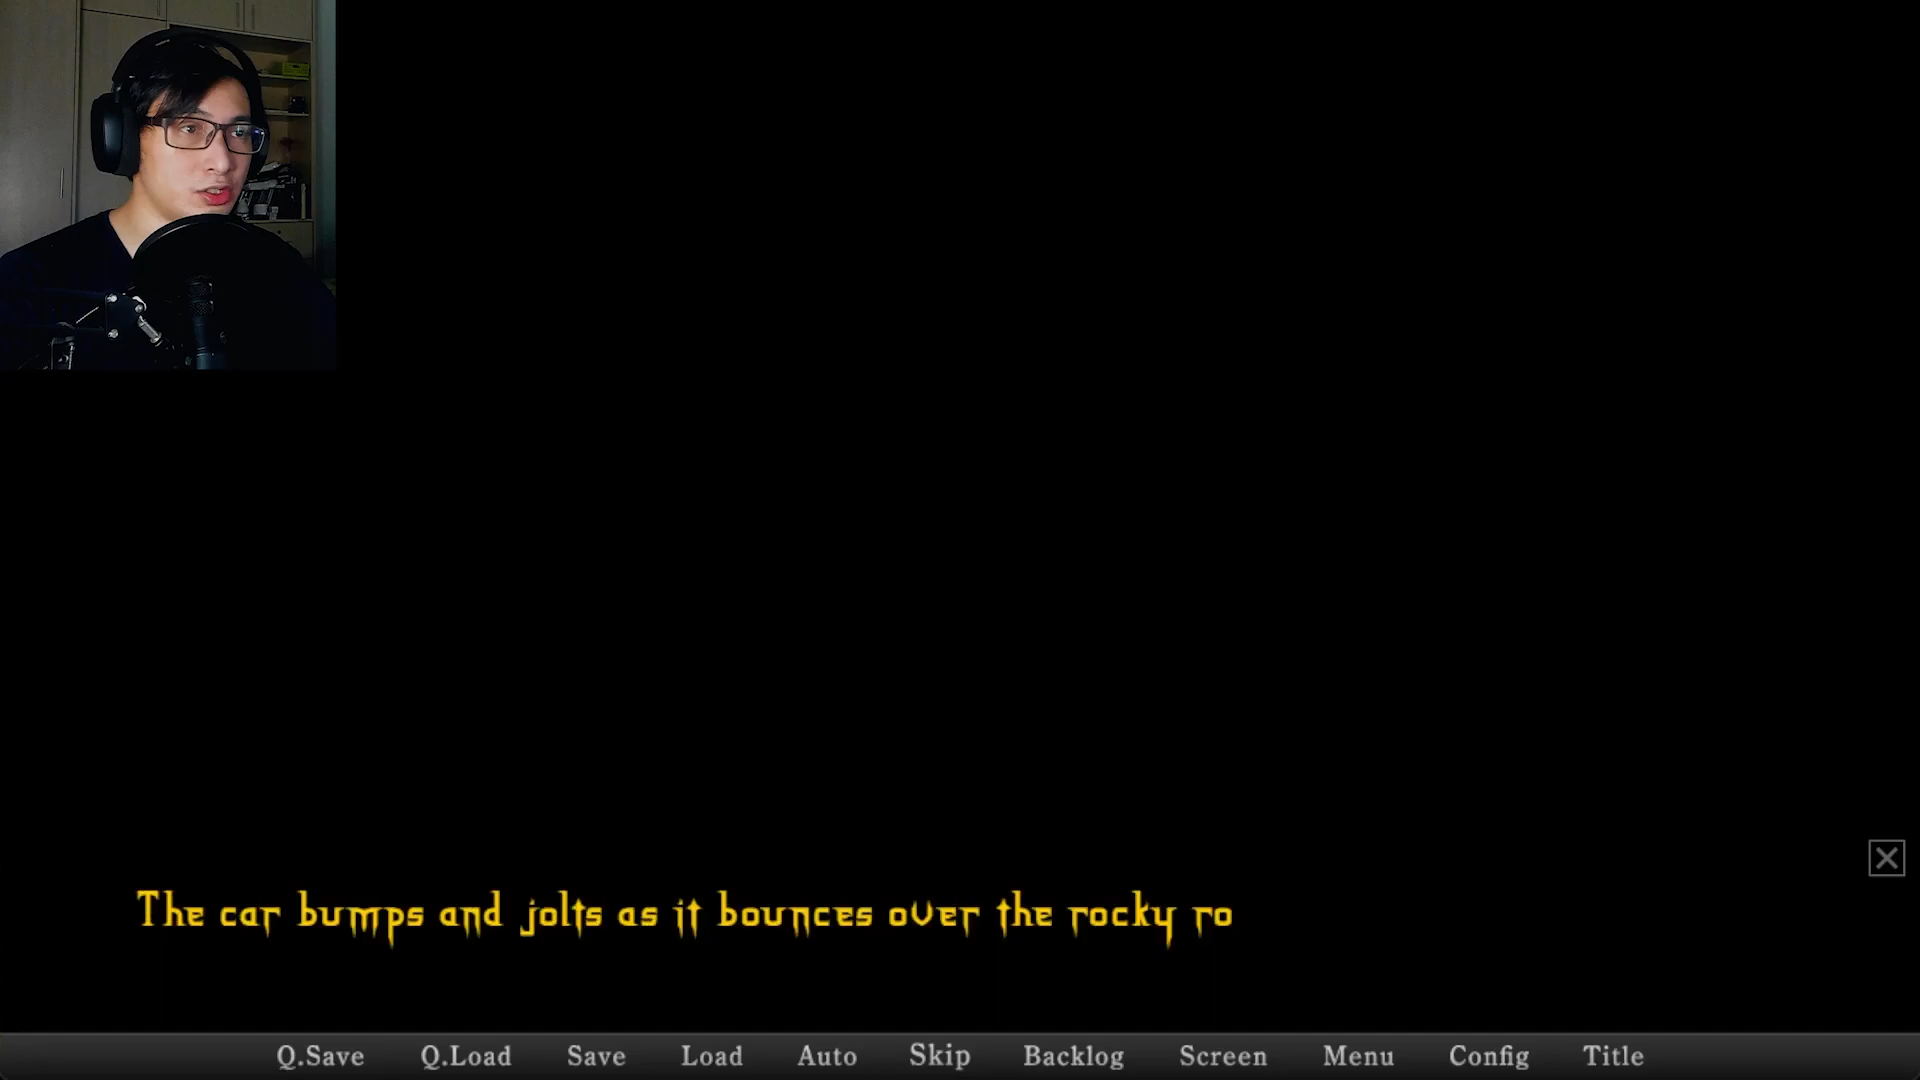 The car bumps and jolts as it bounces over the rocky ro
Q.Save Q.Load Save Load Auto Skip Backlog Screen Menu Config Title